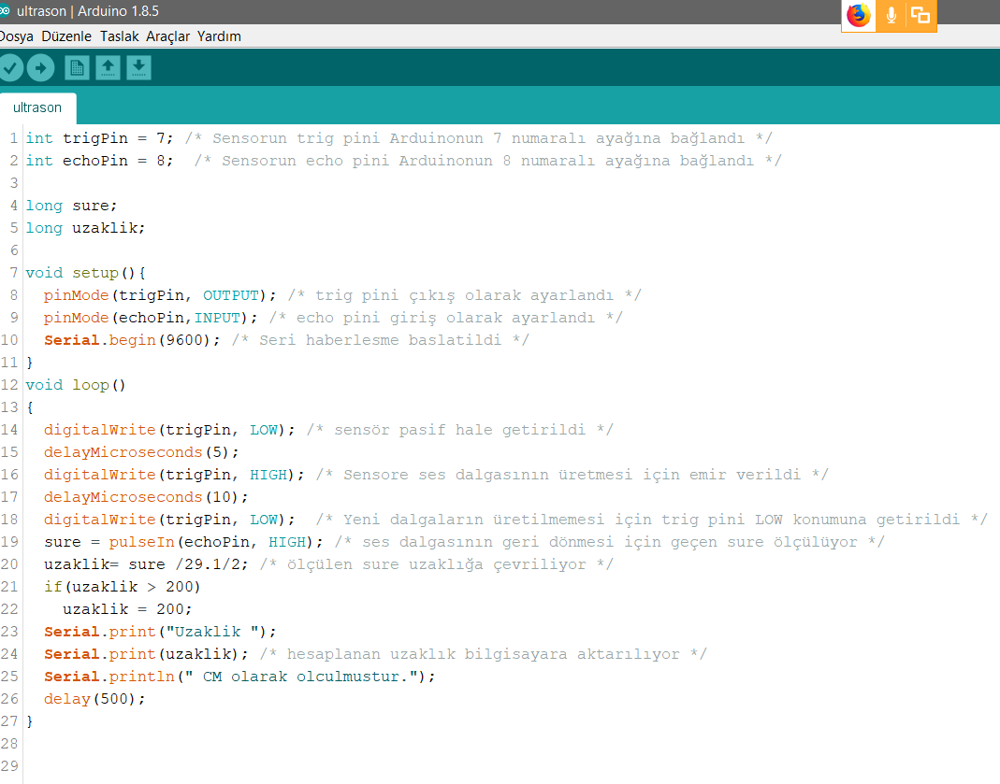 ultrason | Arduino 1.8.5
Dosya Düzenle Taslak Araçlar Yardım
ultrason
1 int trigPin = 7; /* Sensorun trig pini Arduinonun 7 numaralı ayağına bağlandı */
2 int echoPin = 8;  /* Sensorun echo pini Arduinonun 8 numaralı ayağına bağlandı */
3
4 long sure;
5 long uzaklik;
6
7 void setup(){
8   pinMode(trigPin, OUTPUT); /* trig pini çıkış olarak ayarlandı */
9   pinMode(echoPin,INPUT); /* echo pini giriş olarak ayarlandı */
10   Serial.begin(9600); /* Seri haberlesme baslatildi */
11 }
12 void loop()
13 {
14   digitalWrite(trigPin, LOW); /* sensör pasif hale getirildi */
15   delayMicroseconds(5);
16   digitalWrite(trigPin, HIGH); /* Sensore ses dalgasının üretmesi için emir verildi */
17   delayMicroseconds(10);
18   digitalWrite(trigPin, LOW);  /* Yeni dalgaların üretilmemesi için trig pini LOW konumuna getirildi */
19   sure = pulseIn(echoPin, HIGH); /* ses dalgasının geri dönmesi için geçen sure ölçülüyor */
20   uzaklik= sure /29.1/2; /* ölçülen sure uzaklığa çevriliyor */
21   if(uzaklik > 200)
22     uzaklik = 200;
23   Serial.print("Uzaklik ");
24   Serial.print(uzaklik); /* hesaplanan uzaklık bilgisayara aktarılıyor */
25   Serial.println(" CM olarak olculmustur.");
26   delay(500);
27 }
28
29